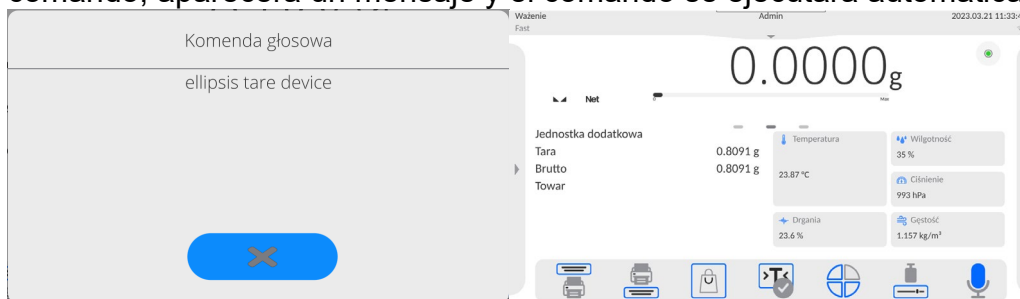 comando, aparecerá un mensaje y el comando se ejecutará automática
Komenda głosowa
ellipsis tare device
Ważenie
Admin
2023.03.21 11:33:4
Fast
0.0000g
Net
0
Max
Jednostka dodatkowa
Tara 0.8091 g
Brutto 0.8091 g
Towar
Temperatura
23.87 °C
Wilgotność
35 %
Ciśnienie
993 hPa
Drgania
23.6 %
Gęstość
1.157 kg/m³
>T<